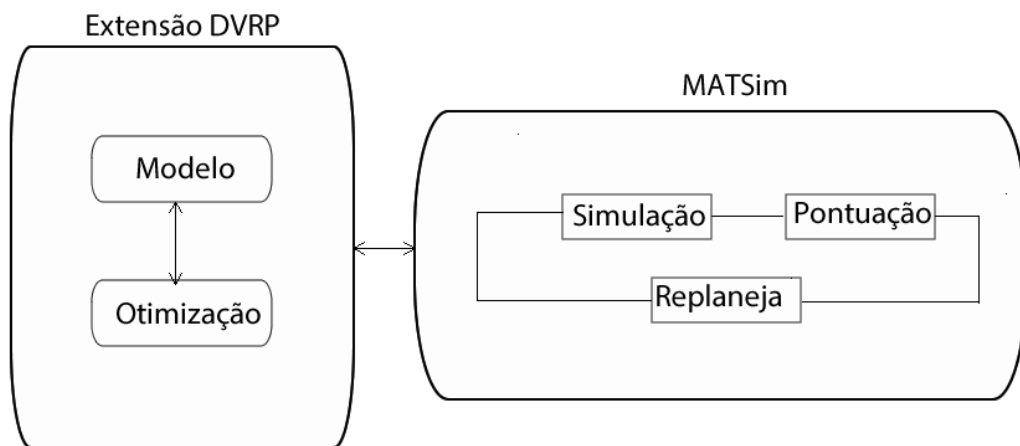 Extensão DVRP
Modelo
Otimização
MATSim
Simulação
Pontuação
Replaneja